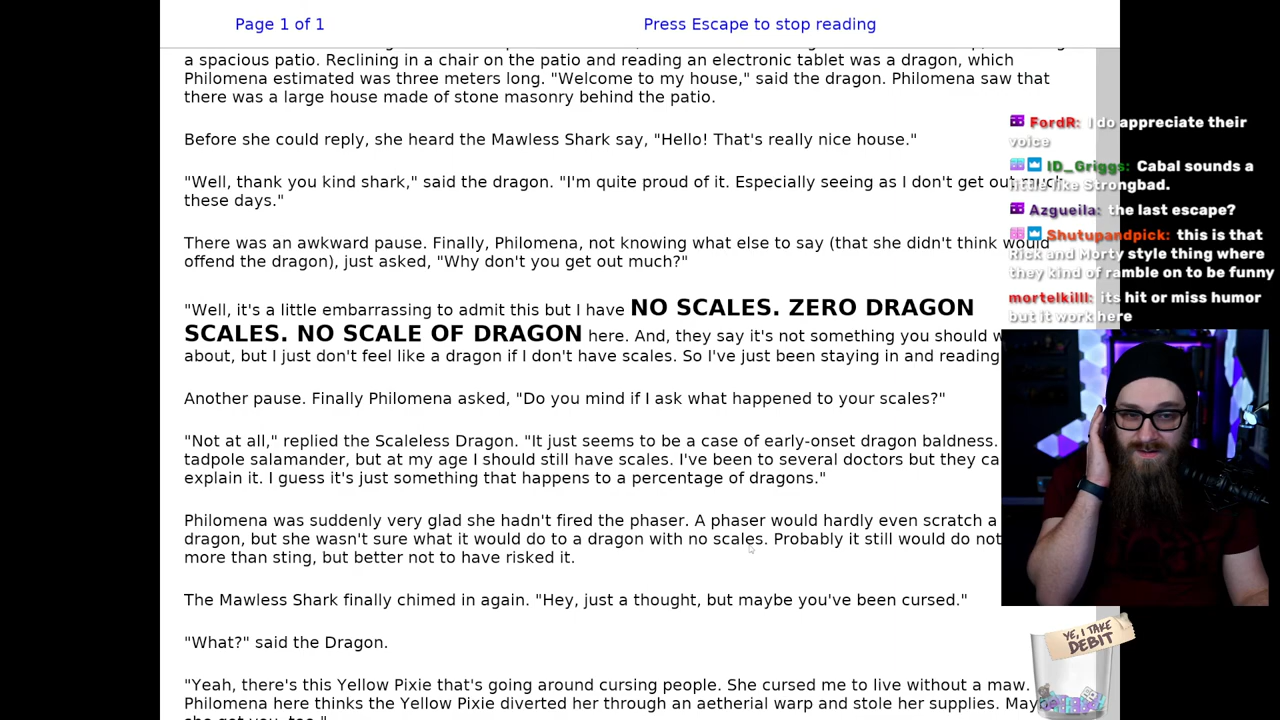 Page 1 of 1
Press Escape to stop reading
a spacious patio. Reclining in a chair on the patio and reading an electronic tablet was a dragon, which
Philomena estimated was three meters long. "Welcome to my house," said the dragon. Philomena saw that
there was a large house made of stone masonry behind the patio.
Before she could reply, she heard the Mawless Shark say, "Hello! That's really nice house."
"Well, thank you kind shark," said the dragon. "I'm quite proud of it. Especially seeing as I don't get out much
these days."
There was an awkward pause. Finally, Philomena, not knowing what else to say (that she didn't think would
offend the dragon), just asked, "Why don't you get out much?"
"Well, it's a little embarrassing to admit this but I have NO SCALES. ZERO DRAGON
SCALES. NO SCALE OF DRAGON here. And, they say it's not something you should
about, but I just don't feel like a dragon if I don't have scales. So I've just been staying in and reading
Another pause. Finally Philomena asked, "Do you mind if I ask what happened to your scales?"
"Not at all," replied the Scaleless Dragon. "It just seems to be a case of early-onset dragon baldness.
tadpole salamander, but at my age I should still have scales. I've been to several doctors but they
explain it. I guess it's just something that happens to a percentage of dragons."
Philomena was suddenly very glad she hadn't fired the phaser. A phaser would hardly even scratch a
dragon, but she wasn't sure what it would do to a dragon with no scales. Probably it still would do not
more than sting, but better not to have risked it.
The Mawless Shark finally chimed in again. "Hey, just a thought, but maybe you've been cursed."
"What?" said the Dragon.
"Yeah, there's this Yellow Pixie that's going around cursing people. She cursed me to live without a maw.
Philomena here thinks the Yellow Pixie diverted her through an aetherial warp and stole her supplies.
she got you, too."
FordR: I do appreciate their
voice
ID_Griggs: Cabal sounds a
little like Strongbad.
Azgueila: the last escape?
Shutupandpick: this is that
Rick and Morty style thing where
they kind of ramble on to be funny
mortelkilll: its hit or miss humor
but it work here
YE, I TAKE
DEBIT